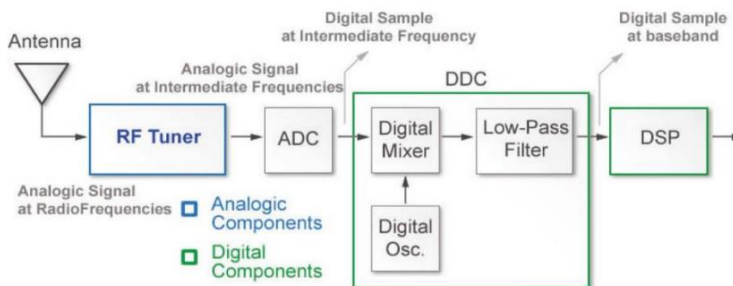 Antenna
Digital Sample
at Intermediate Frequency
Digital Sample
at baseband
Analogic Signal
at Intermediate Frequencies
DDC
RF Tuner
ADC
Digital
Mixer
Low-Pass
Filter
DSP
Analogic Signal
at RadioFrequencies
Analogic
Components
Digital
Osc.
Digital
Components